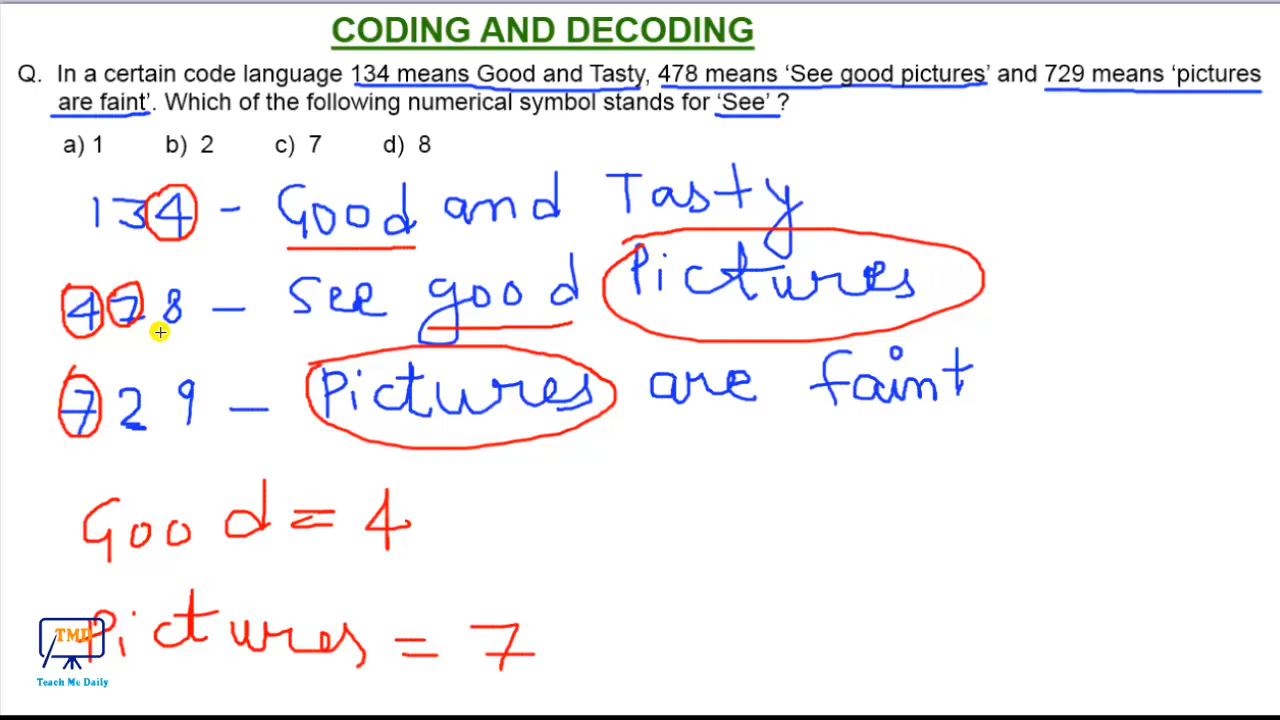 CODING AND DECODING
Q. In a certain code language 134 means Good and Tasty, 478 means ‘See good pictures’ and 729 means ‘pictures
are faint’. Which of the following numerical symbol stands for ‘See’ ?
a) 1 b) 2 c) 7 d) 8
134 - Good and Tasty
478 - See good Pictures
729 - Pictures are faint
Good = 4
Pictures = 7
TMD
Teach Me Daily